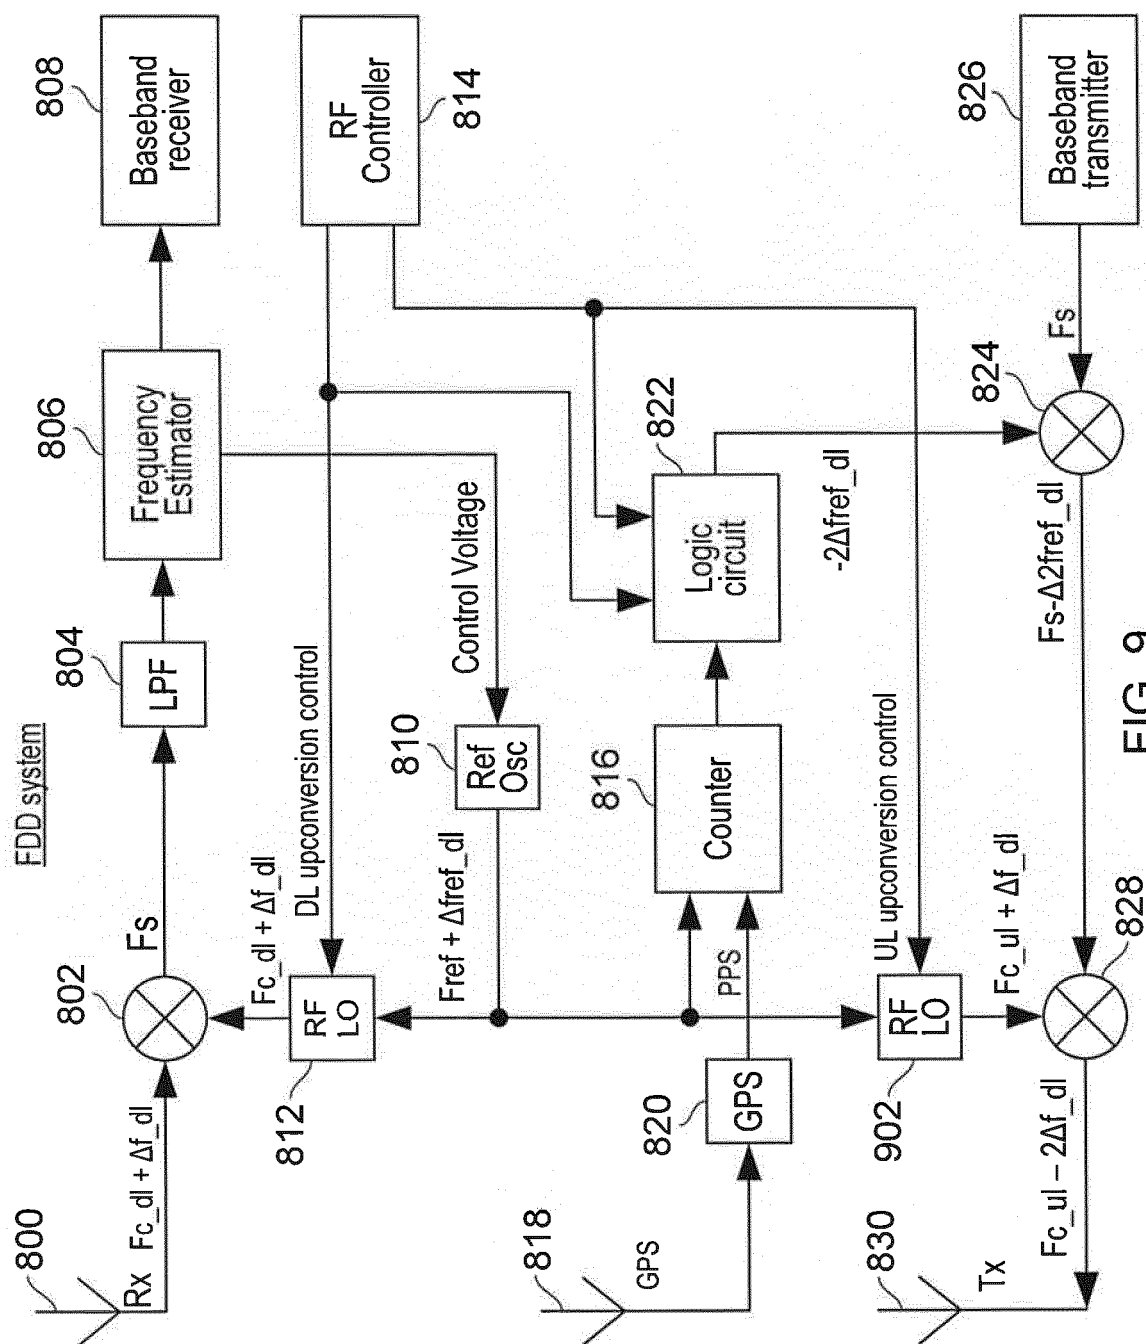 FDD system
800
Rx
Fc_dl + Δf_dl
802
Fs
804
LPF
806
Frequency
Estimator
808
Baseband
receiver
812
RF
LO
Fc_dl + Δf_dl
DL upconversion control
RF
Controller
814
Fref + Δfref_dl
810
Ref
Osc
Control Voltage
818
GPS
820
GPS
PPS
816
Counter
822
Logic
circuit
-2Δfref_dl
902
RF
LO
UL upconversion control
Fc_ul + Δf_dl
830
Tx
Fc_ul – 2Δf_dl
828
Fs-Δ2fref_dl
824
Fs
826
Baseband
transmitter
FIG. 9